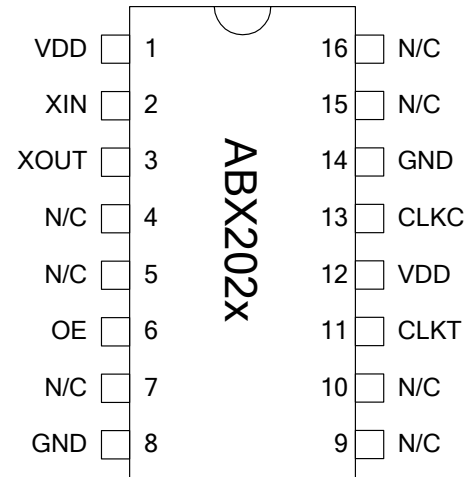 VDD 1 16 N/C
XIN 2 15 N/C
XOUT 3 14 GND
N/C 4 13 CLKC
N/C 5 12 VDD
OE 6 11 CLKT
N/C 7 10 N/C
GND 8 9 N/C
ABX202x